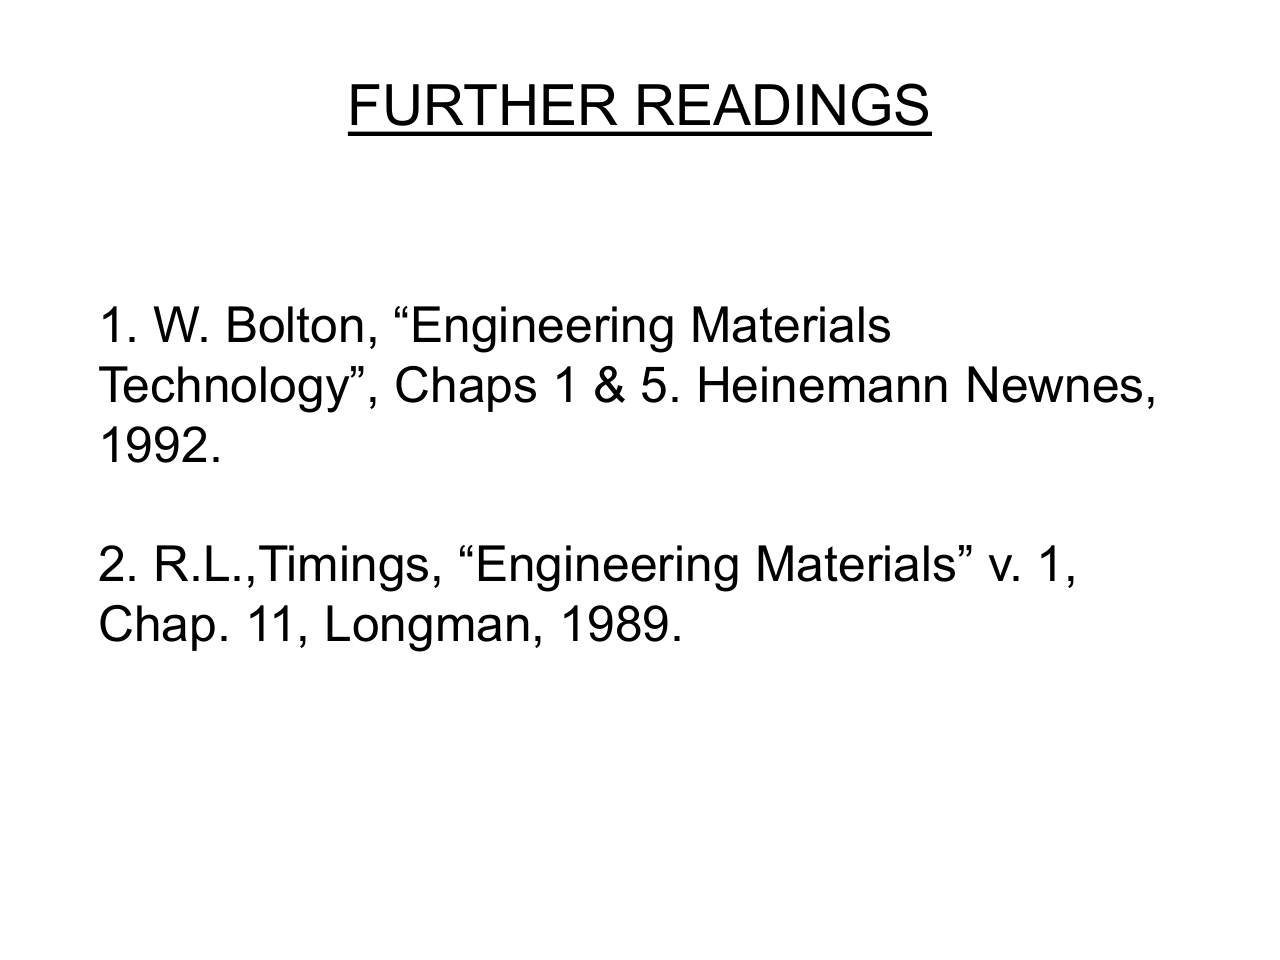 FURTHER READINGS
1. W. Bolton, “Engineering Materials
Technology”, Chaps 1 & 5. Heinemann Newnes,
1992.
2. R.L.,Timings, “Engineering Materials” v. 1,
Chap. 11, Longman, 1989.